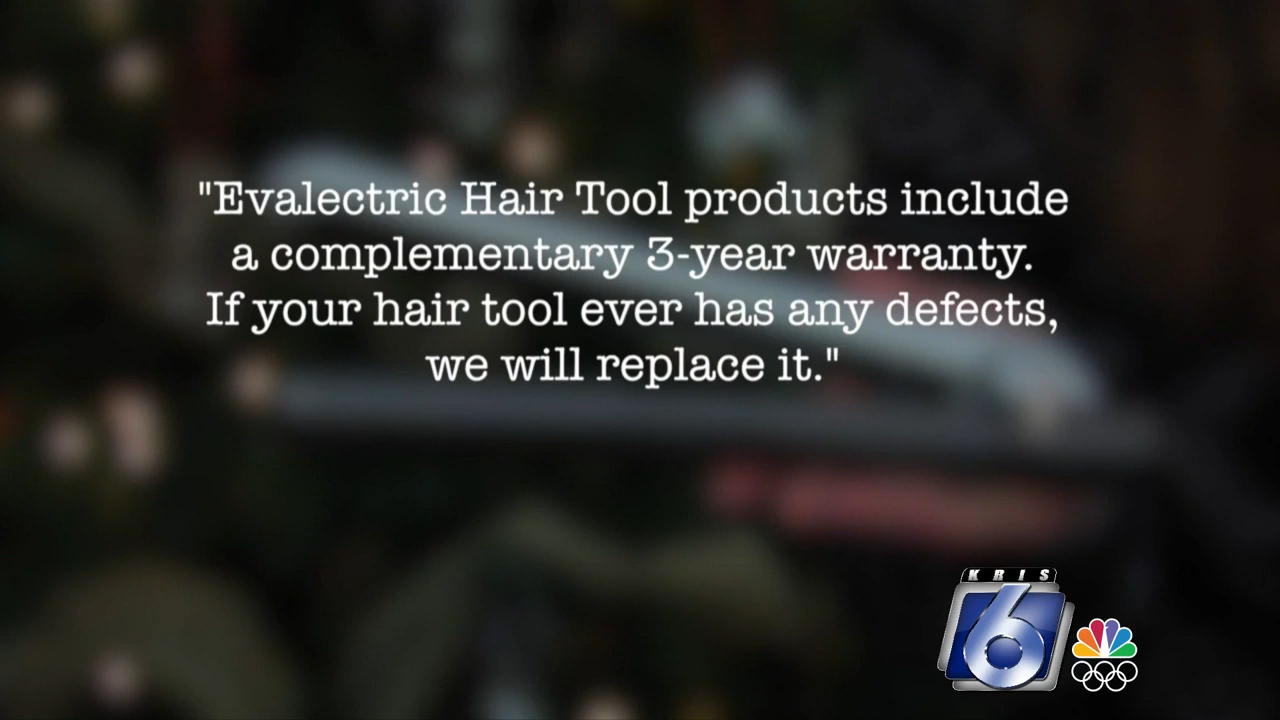 "Evalectric Hair Tool products include
a complementary 3-year warranty.
If your hair tool ever has any defects,
we will replace it."
KRIS
6